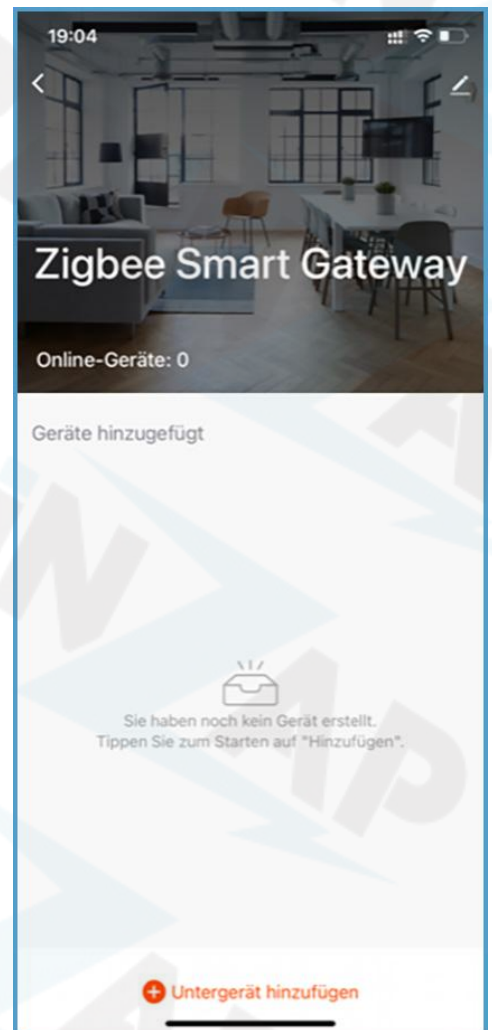 19:04
Zigbee Smart Gateway
Online-Geräte: 0
Geräte hinzugefügt
Sie haben noch kein Gerät erstellt.
Tippen Sie zum Starten auf "Hinzufügen".
Untergerät hinzufügen